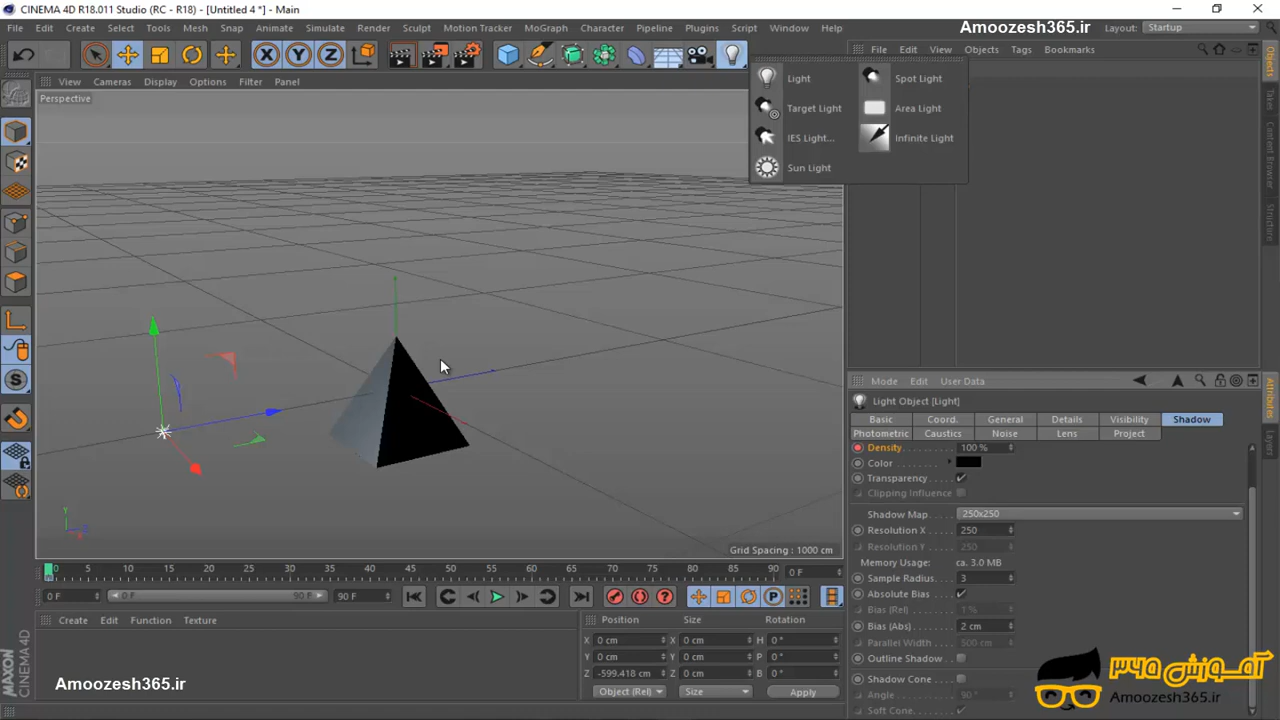 CINEMA 4D R18.011 Studio (RC - R18) - [Untitled 4 *] - Main
File Edit Create Select Tools Mesh Snap Animate Simulate Render Sculpt Motion Tracker MoGraph Character Pipeline Plugins Script Window Amoozesh365.ir Layout: Startup
X Y Z
File Edit View Objects Tags Bookmarks
View Cameras Display Options Filter Panel
Perspective
Light Spot Light
Target Light Area Light
IES Light... Infinite Light
Sun Light
Objects
Takes
Content Browser
Structure
Mode Edit User Data
Light Object [Light]
Basic Coord. General Details Visibility Shadow
Photometric Caustics Noise Lens Project
Density 100 %
Color
Transparency
Clipping Influence
Shadow Map 250x250
Resolution X 250
Resolution Y 250
Memory Usage: ca. 3.0 MB
Sample Radius 3
Absolute Bias
Bias (Rel) 1 %
Bias (Abs) 2 cm
Parallel Width 500 cm
Outline Shadow
Shadow Cone
Angle 90 °
Soft Cone
Attributes
Layers
Y
Z
X
Grid Spacing : 1000 cm
0 5 10 15 20 25 30 35 40 45 50 55 60 65 70 75 80 85 90 0 F
0 F 0 F 90 F 90 F
Create Edit Function Texture
Position Size Rotation
X 0 cm X 0 cm H 0 °
Y 0 cm Y 0 cm P 0 °
Z -599.418 cm Z 0 cm B 0 °
Object (Rel) Size Apply
MAXON CINEMA 4D
Amoozesh365.ir
آموزش ۳۶۵
Amoozesh365.ir